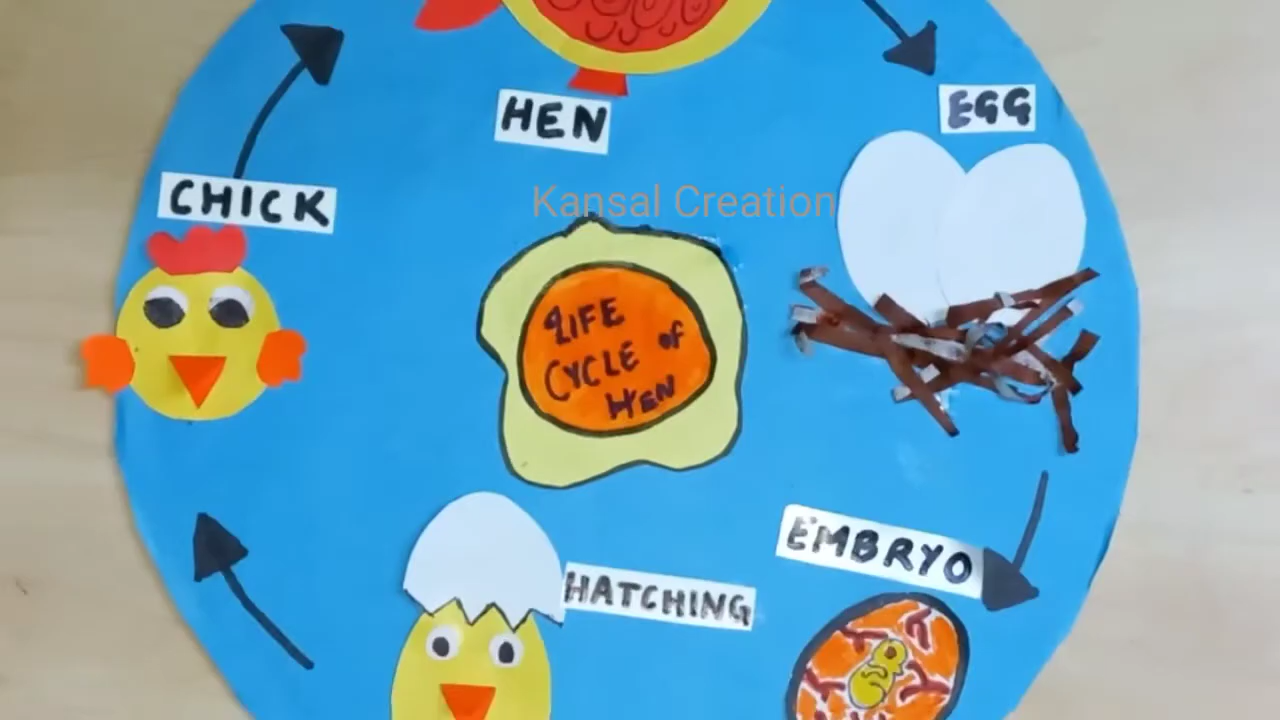 HEN
EGG
CHICK
Kansal Creation
LIFE
CYCLE of
HEN
EMBRYO
HATCHING